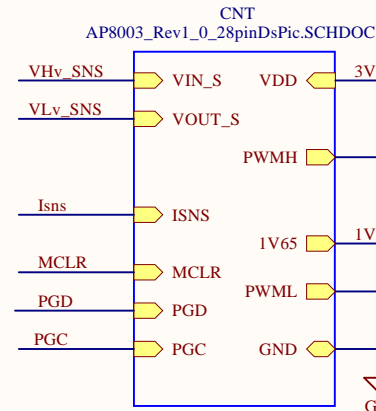 CNT
AP8003_Rev1_0_28pinDsPic.SCHDOC
VHv_SNS VIN_S VDD 3V
VLv_SNS VOUT_S
PWMH
Isns ISNS
1V65 1V
MCLR MCLR
PWML
PGD PGD
PGC PGC GND
G